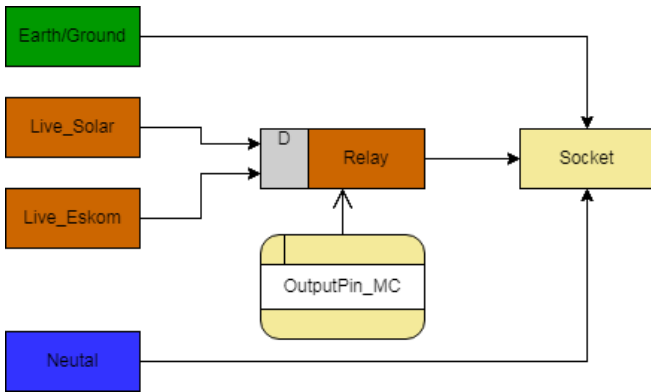 Earth/Ground
Live_Solar
D
Relay
Socket
Live_Eskom
OutputPin_MC
Neutal